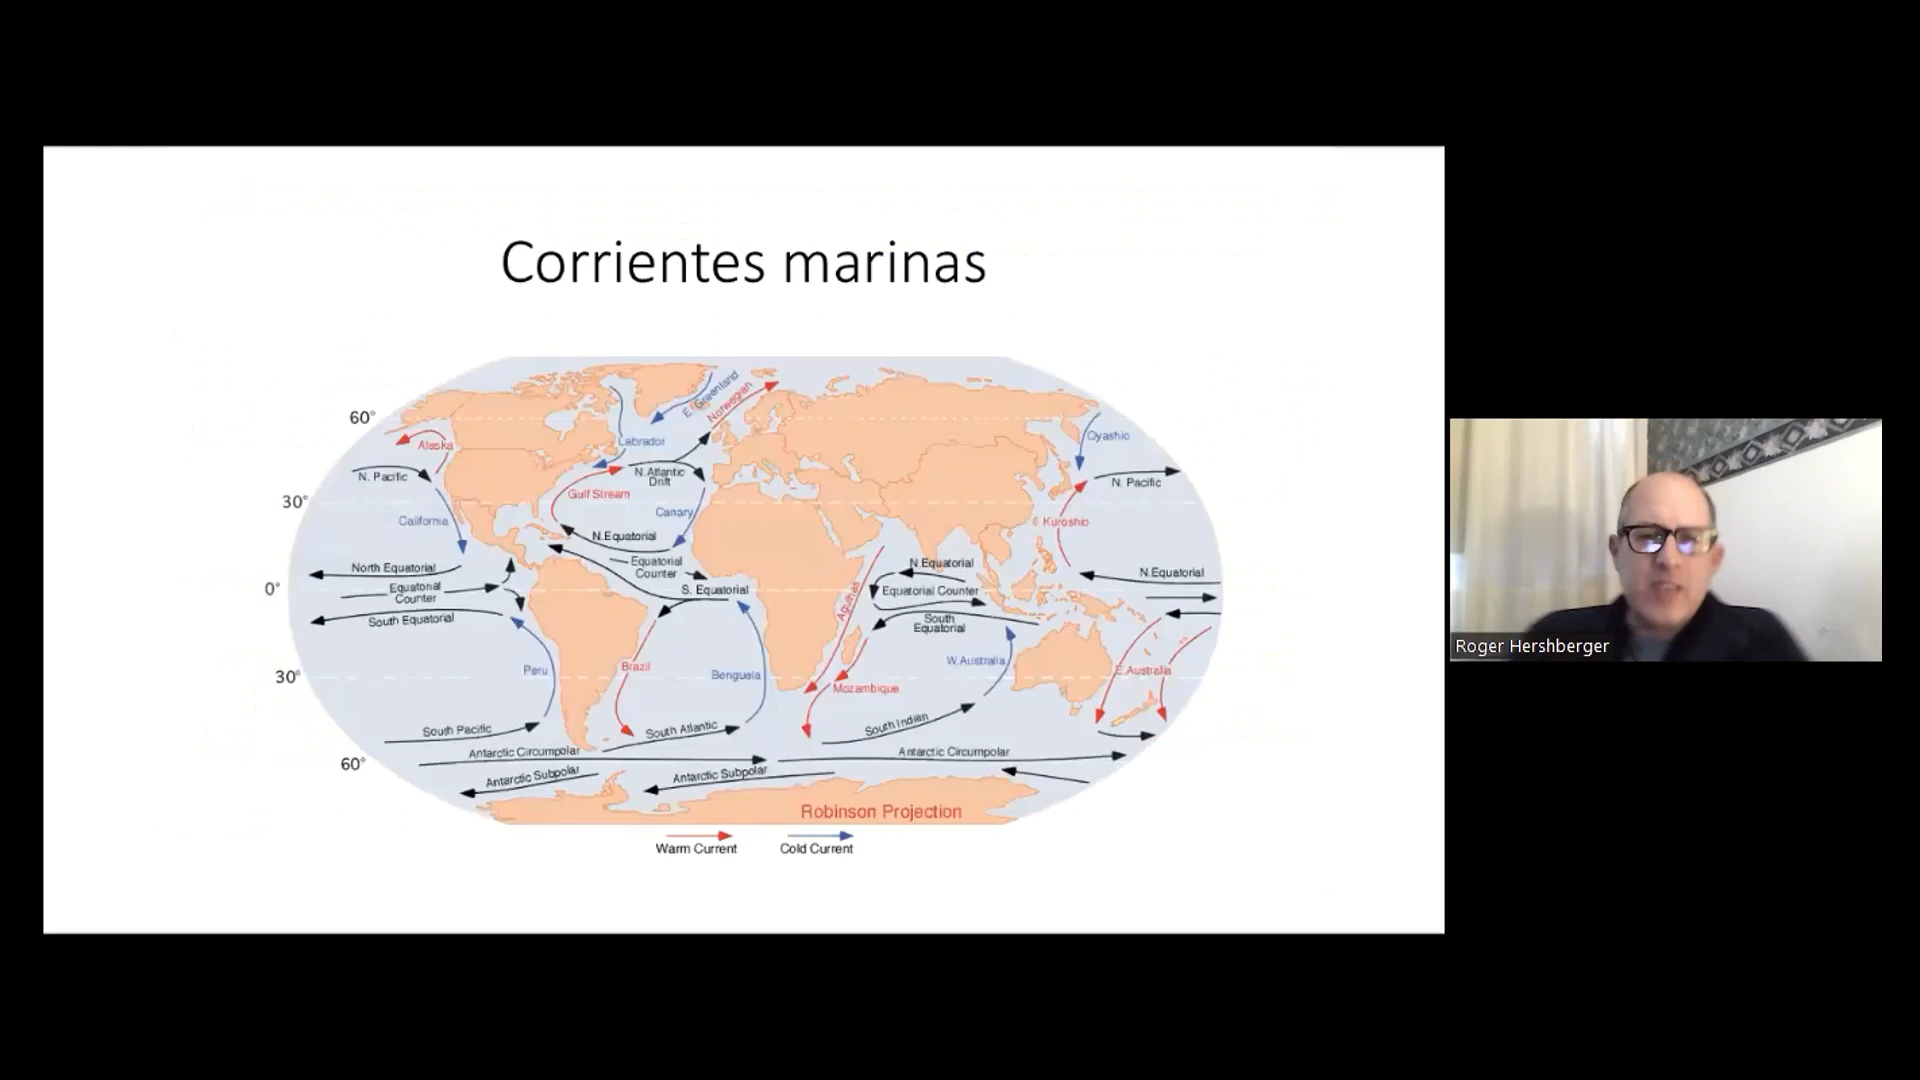 Corrientes marinas
60°
E. Greenland
Norwegian
Alaska
Labrador
Oyashio
N. Pacific
N. Atlantic
Drift
N. Pacific
30°
Gulf Stream
California
Canary
Kuroshio
N.Equatorial
North Equatorial
Equatorial
Counter
N.Equatorial
N.Equatorial
0°
Equatorial
Counter
S. Equatorial
Equatorial Counter
South Equatorial
Agulhas
South
Equatorial
Roger Hershberger
30°
Peru
Brazil
Benguela
W.Australia
E.Australia
Mozambique
South Pacific
South Atlantic
South Indian
60°
Antarctic Circumpolar
Antarctic Circumpolar
Antarctic Subpolar
Antarctic Subpolar
Robinson Projection
Warm Current
Cold Current